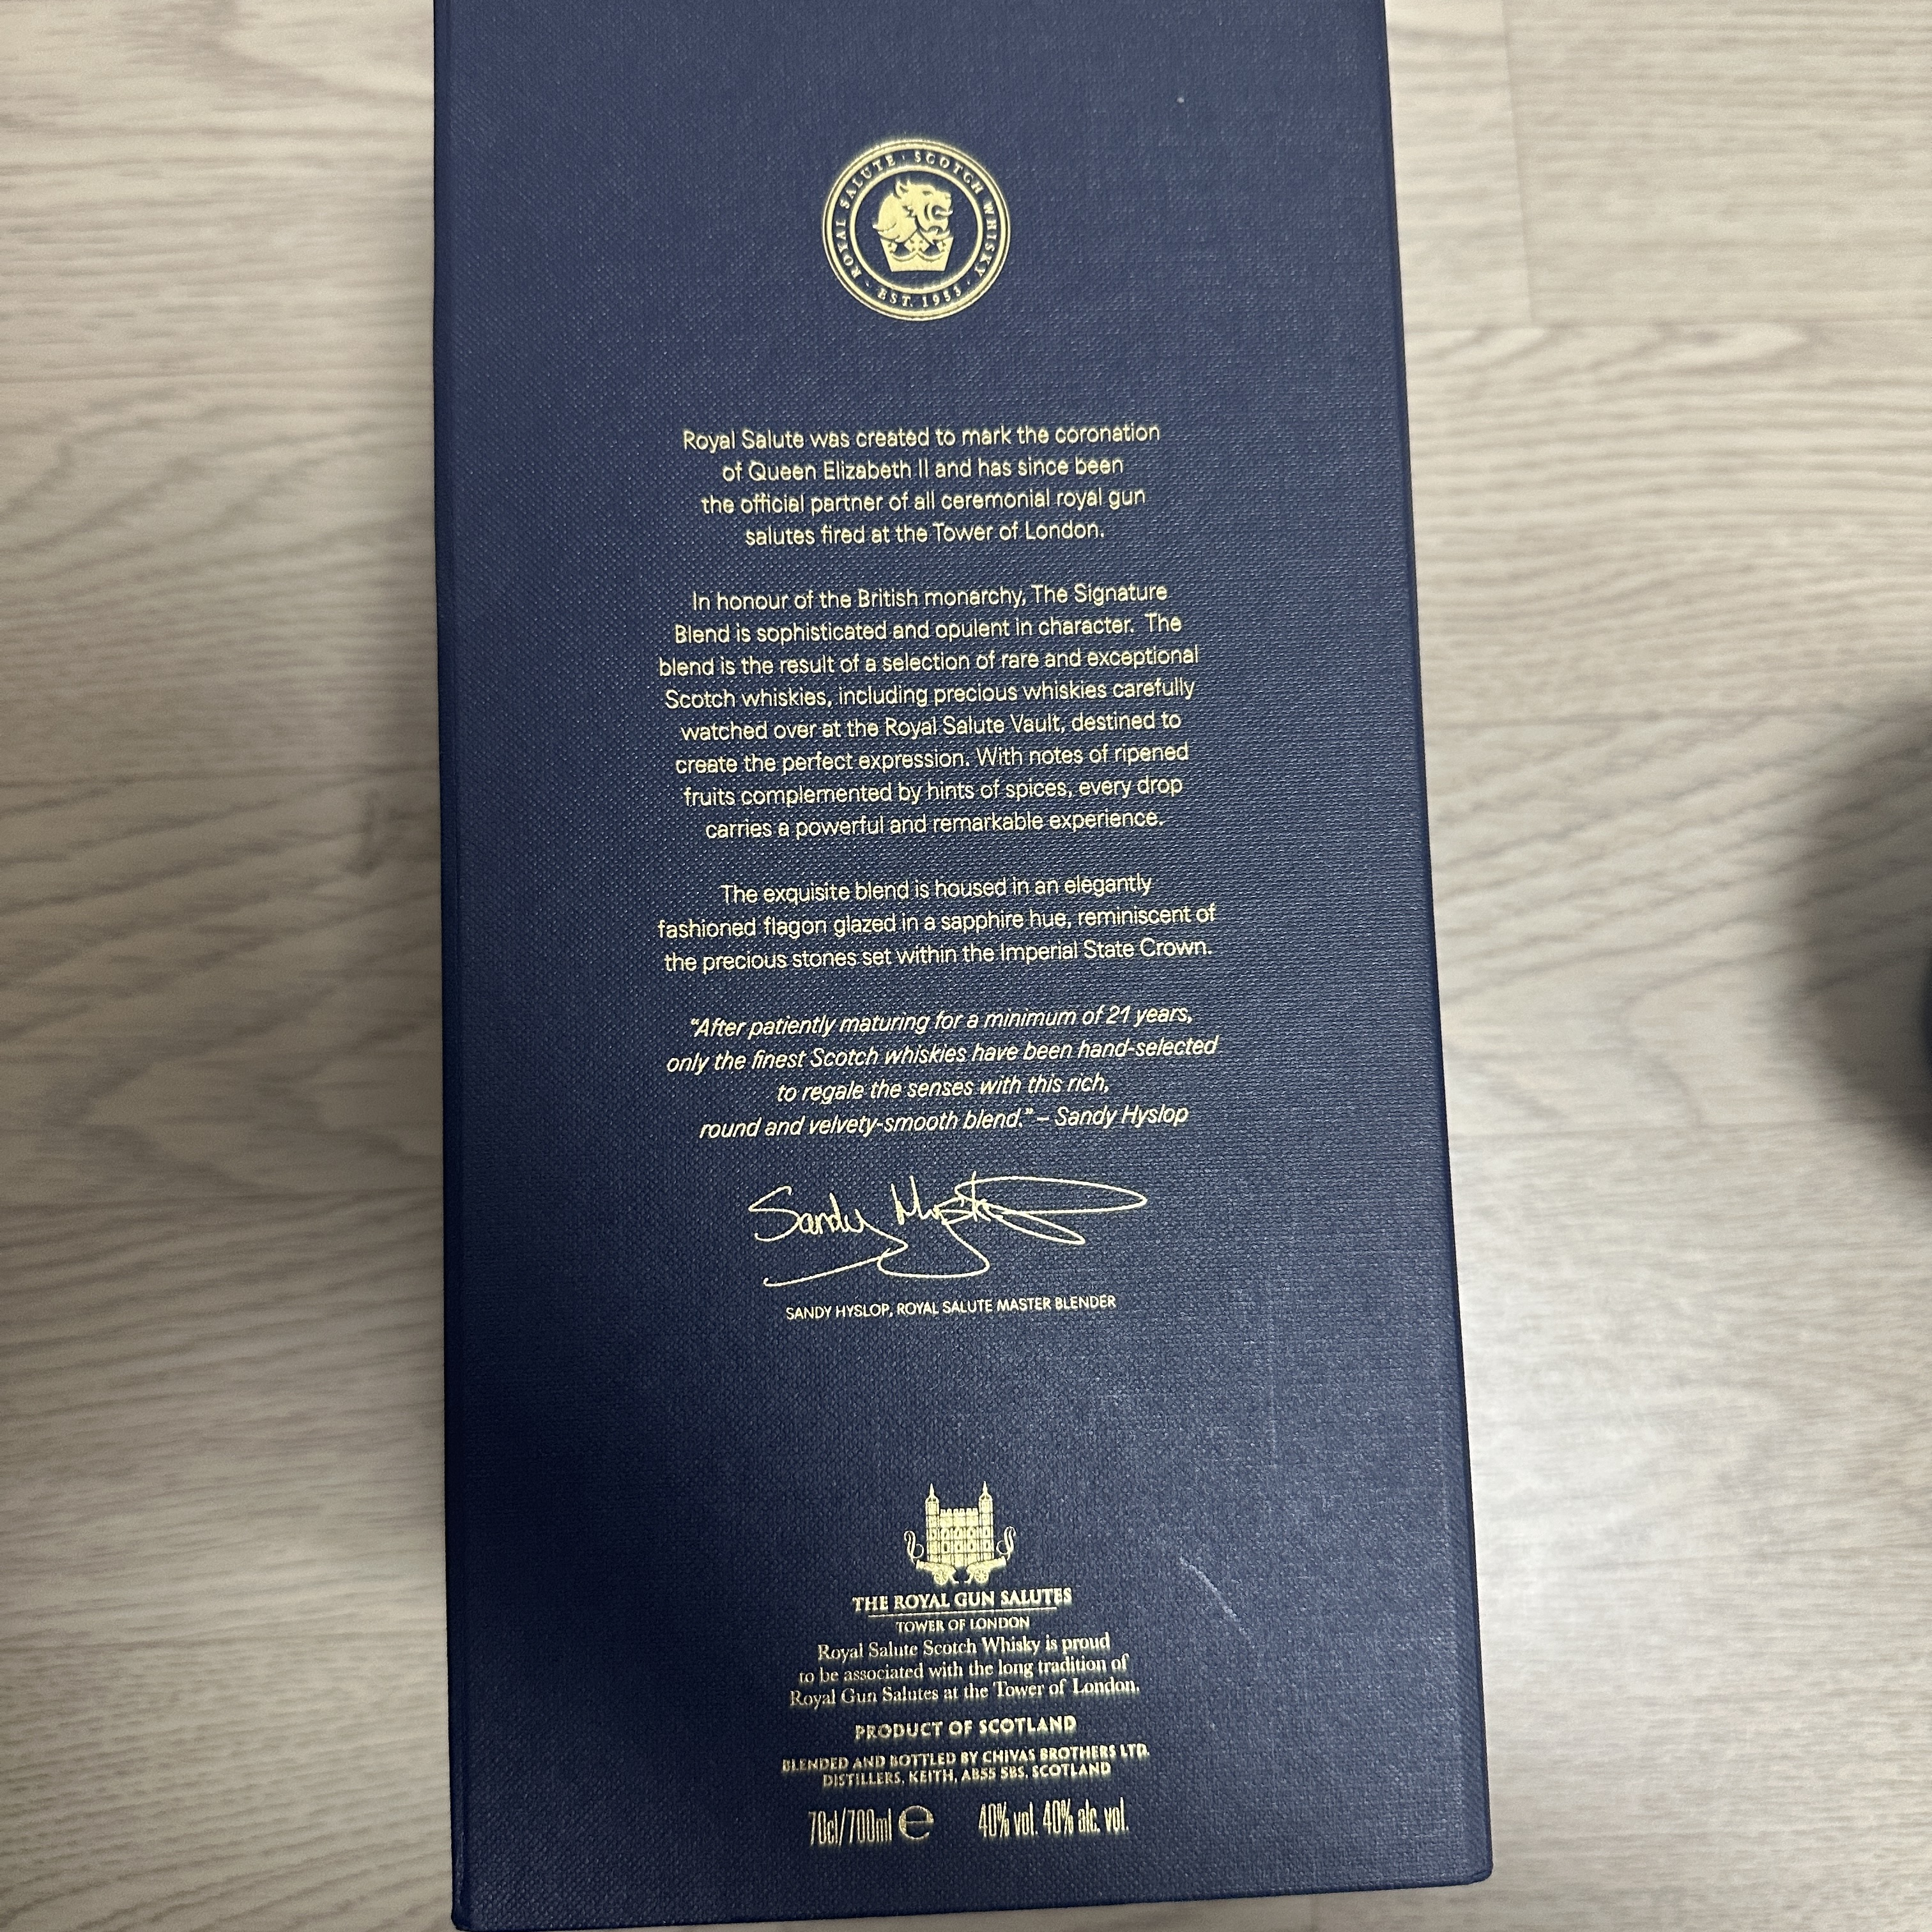 ROYAL SALUTE · SCOTCH WHISKY
· EST. 1953 ·
Royal Salute was created to mark the coronation
of Queen Elizabeth II and has since been
the official partner of all ceremonial royal gun
salutes fired at the Tower of London.
In honour of the British monarchy, The Signature
Blend is sophisticated and opulent in character. The
blend is the result of a selection of rare and exceptional
Scotch whiskies, including precious whiskies carefully
watched over at the Royal Salute Vault, destined to
create the perfect expression. With notes of ripened
fruits complemented by hints of spices, every drop
carries a powerful and remarkable experience.
The exquisite blend is housed in an elegantly
fashioned flagon glazed in a sapphire hue, reminiscent of
the precious stones set within the Imperial State Crown.
“After patiently maturing for a minimum of 21 years,
only the finest Scotch whiskies have been hand-selected
to regale the senses with this rich,
round and velvety-smooth blend.” – Sandy Hyslop
Sandy Hyslop
SANDY HYSLOP, ROYAL SALUTE MASTER BLENDER
THE ROYAL GUN SALUTES
TOWER OF LONDON
Royal Salute Scotch Whisky is proud
to be associated with the long tradition of
Royal Gun Salutes at the Tower of London.
PRODUCT OF SCOTLAND
BLENDED AND BOTTLED BY CHIVAS BROTHERS LTD.
DISTILLERS, KEITH, AB55 5BS, SCOTLAND
70cl/700ml ℮ 40% vol. 40% alc. vol.